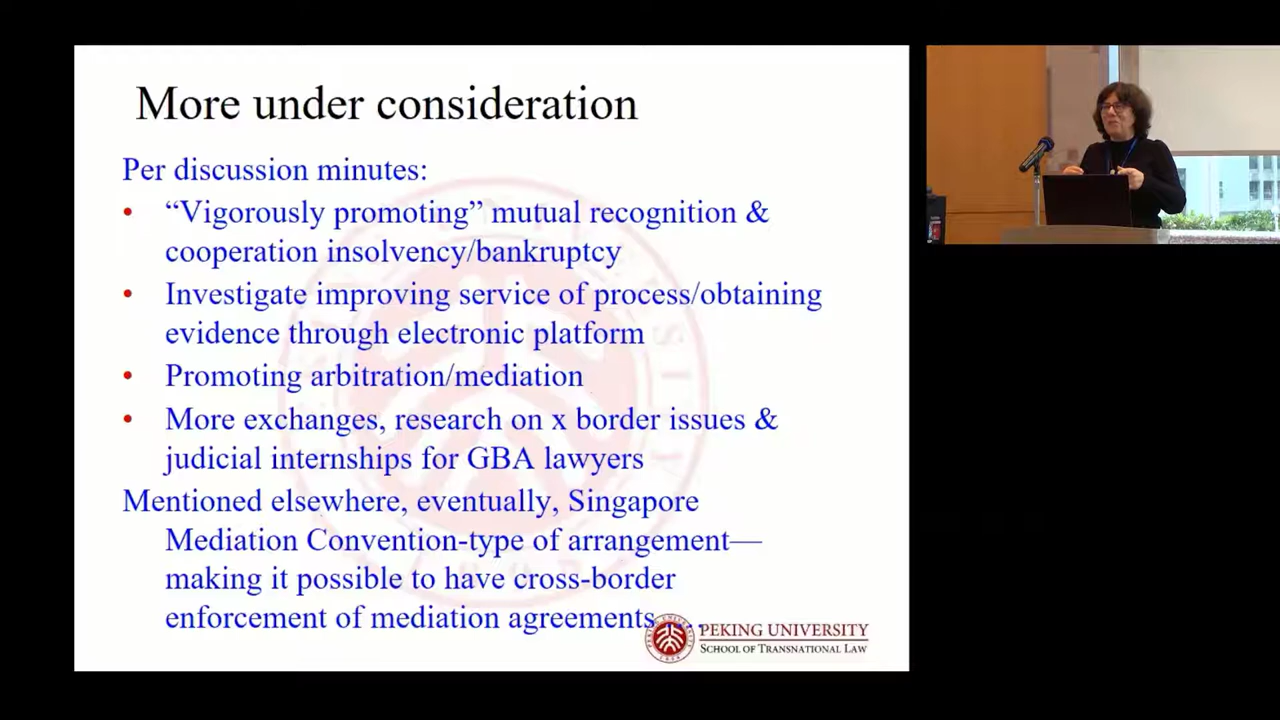 More under consideration
Per discussion minutes:
• “Vigorously promoting” mutual recognition &
cooperation insolvency/bankruptcy
• Investigate improving service of process/obtaining
evidence through electronic platform
• Promoting arbitration/mediation
• More exchanges, research on x border issues &
judicial internships for GBA lawyers
Mentioned elsewhere, eventually, Singapore
Mediation Convention-type of arrangement—
making it possible to have cross-border
enforcement of mediation agreements
PEKING UNIVERSITY
SCHOOL OF TRANSNATIONAL LAW